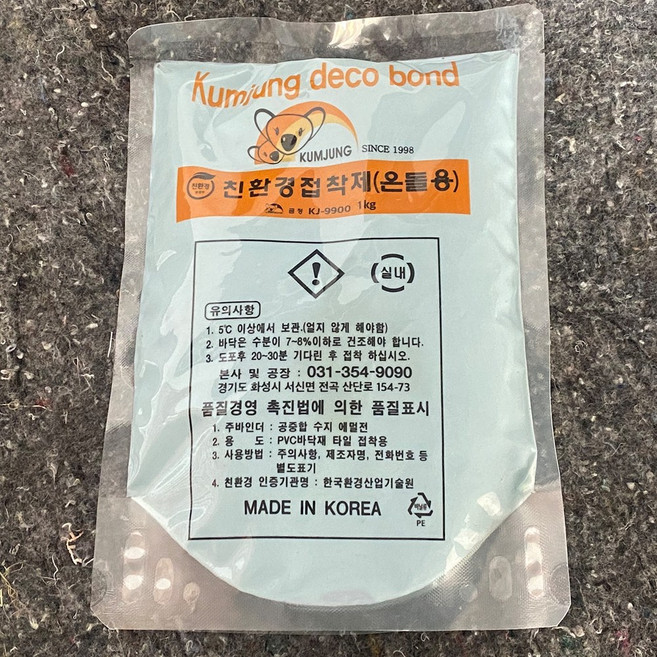 Kumjung deco bond
KUMJUNG
SINCE 1998
친환경
친환경접착제(온돌용)
금정 KJ-9900 1kg
실내
유의사항
1. 5℃ 이상에서 보관.(얼지 않게 해야함)
2. 바닥은 수분이 7~8%이하로 건조해야 합니다.
3. 도포후 20~30분 기다린 후 접착 하십시오.
본사 및 공장 : 031-354-9090
경기도 화성시 서신면 전곡 산단로 154-73
품질경영 촉진법에 의한 품질표시
1. 주바인더 : 공중합 수지 에멀전
2. 용 도 : PVC바닥재 타일 접착용
3. 사용방법 : 주의사항, 제조자명, 전화번호 등
별도표기
4. 친환경 인증기관명 : 한국환경산업기술원
MADE IN KOREA
PE